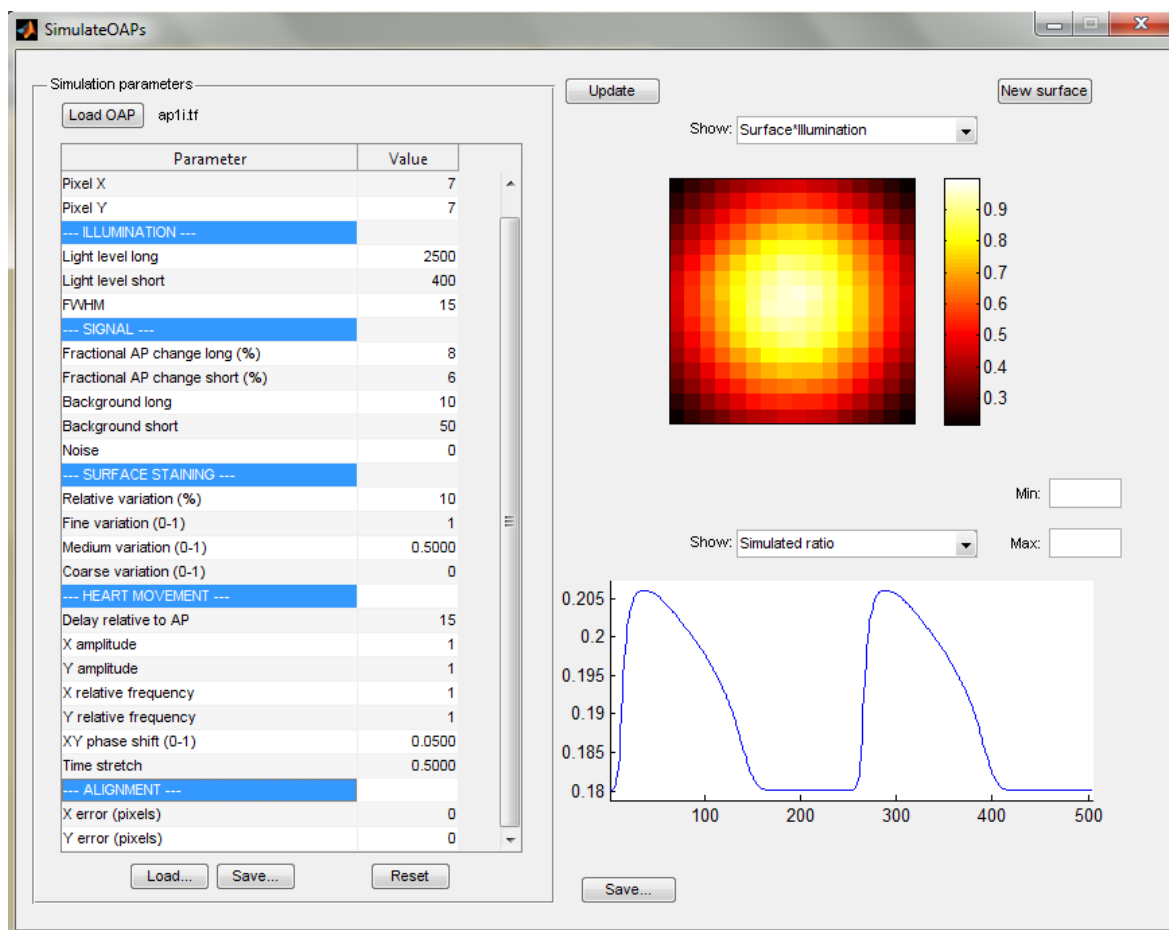 SimulateOAPs
Simulation parameters
Load OAP ap1i.tf
Parameter Value
Pixel X 7
Pixel Y 7
--- ILLUMINATION ---
Light level long 2500
Light level short 400
FWHM 15
--- SIGNAL ---
Fractional AP change long (%) 8
Fractional AP change short (%) 6
Background long 10
Background short 50
Noise 0
--- SURFACE STAINING ---
Relative variation (%) 10
Fine variation (0-1) 1
Medium variation (0-1) 0.5000
Coarse variation (0-1) 0
--- HEART MOVEMENT ---
Delay relative to AP 15
X amplitude 1
Y amplitude 1
X relative frequency 1
Y relative frequency 1
XY phase shift (0-1) 0.0500
Time stretch 0.5000
--- ALIGNMENT ---
X error (pixels) 0
Y error (pixels) 0
Load... Save... Reset
Update New surface
Show: Surface*Illumination
0.9
0.8
0.7
0.6
0.5
0.4
0.3
Min:
Show: Simulated ratio Max:
0.205
0.2
0.195
0.19
0.185
0.18
100 200 300 400 500
Save...